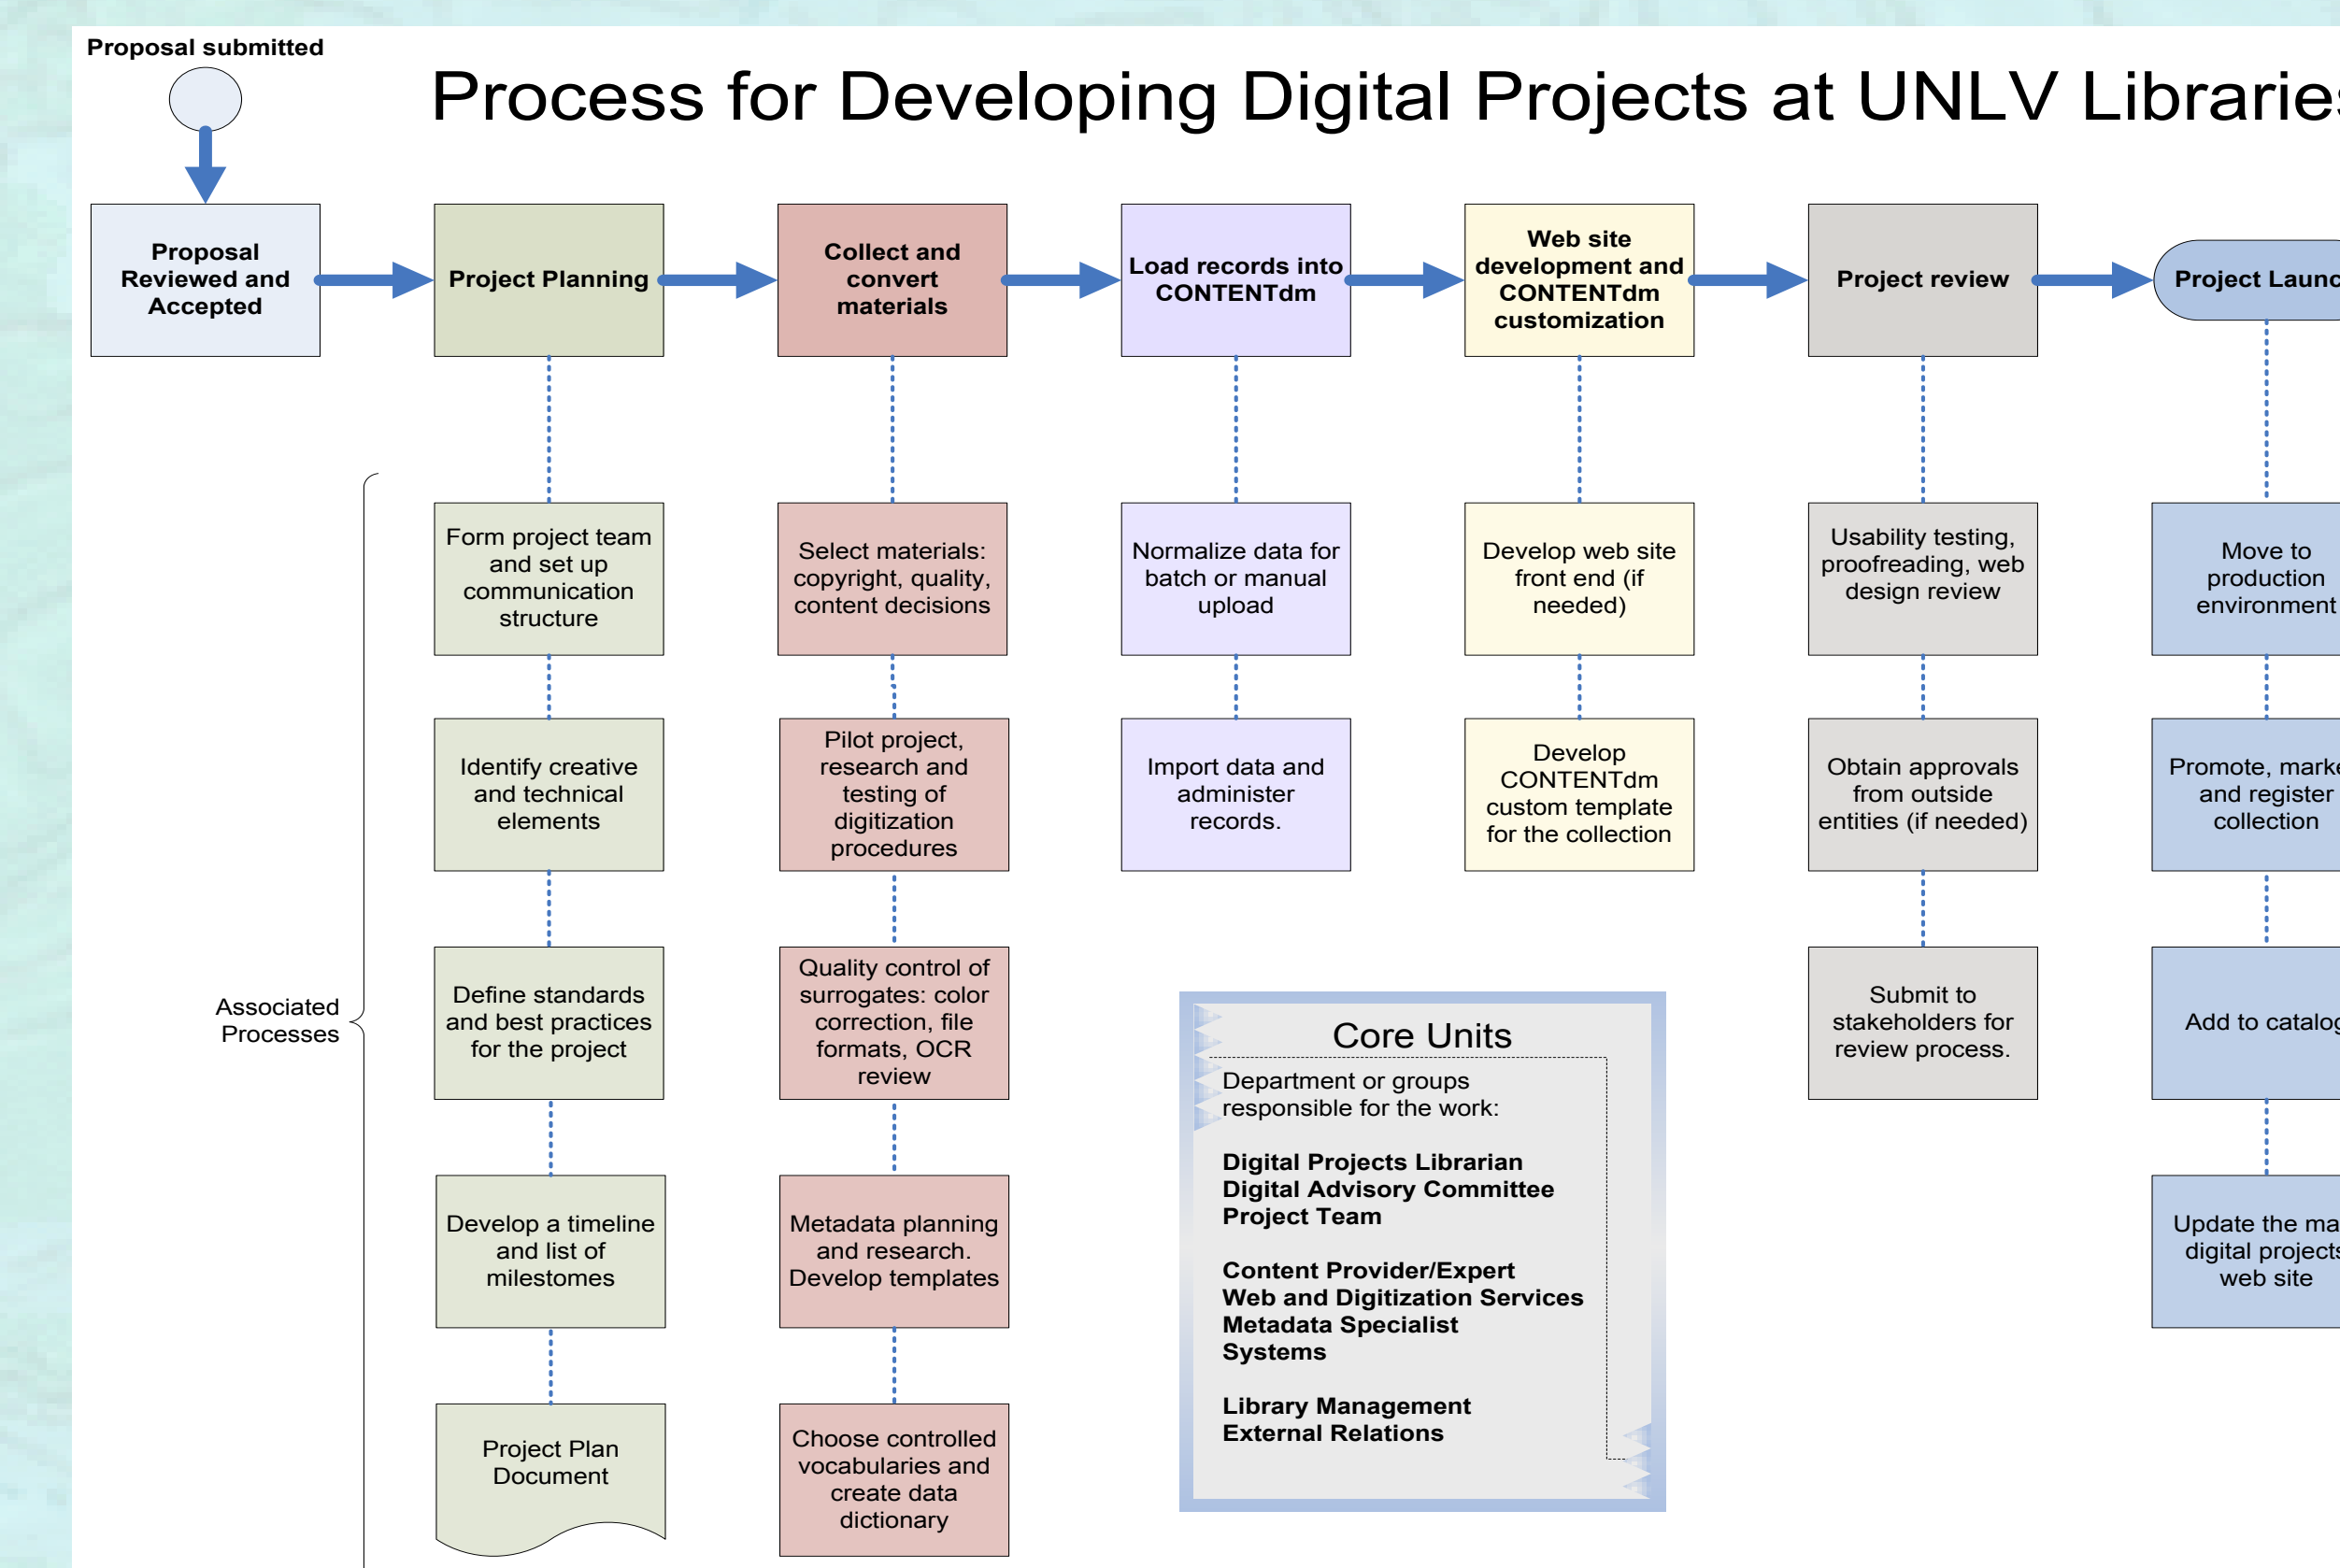 Proposal submitted
Process for Developing Digital Projects at UNLV Libraries
Proposal
Reviewed and
Accepted
Project Planning
Collect and
convert
materials
Load records into
CONTENTdm
Web site
development and
CONTENTdm
customization
Project review
Project Launc
Associated
Processes
Form project team
and set up
communication
structure
Identify creative
and technical
elements
Define standards
and best practices
for the project
Develop a timeline
and list of
milestomes
Project Plan
Document
Select materials:
copyright, quality,
content decisions
Pilot project,
research and
testing of
digitization
procedures
Quality control of
surrogates: color
correction, file
formats, OCR
review
Metadata planning
and research.
Develop templates
Choose controlled
vocabularies and
create data
dictionary
Normalize data for
batch or manual
upload
Import data and
administer
records.
Develop web site
front end (if
needed)
Develop
CONTENTdm
custom template
for the collection
Core Units
Department or groups
responsible for the work:
Digital Projects Librarian
Digital Advisory Committee
Project Team
Content Provider/Expert
Web and Digitization Services
Metadata Specialist
Systems
Library Management
External Relations
Usability testing,
proofreading, web
design review
Obtain approvals
from outside
entities (if needed)
Submit to
stakeholders for
review process.
Move to
production
environment
Promote, marke
and register
collection
Add to catalog
Update the ma
digital projects
web site